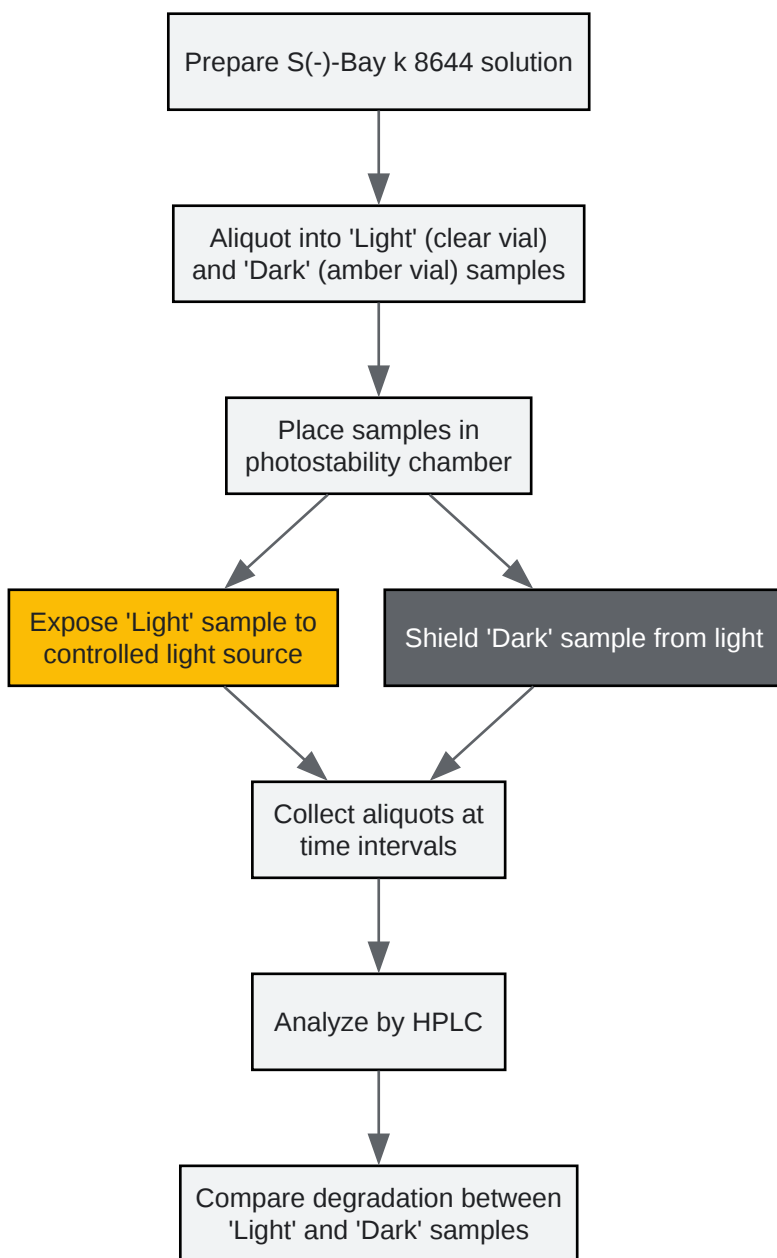 Prepare S(-)-Bay k 8644 solution
Aliquot into 'Light' (clear vial)
and 'Dark' (amber vial) samples
Place samples in
photostability chamber
Expose 'Light' sample to
controlled light source
Shield 'Dark' sample from light
Collect aliquots at
time intervals
Analyze by HPLC
Compare degradation between
'Light' and 'Dark' samples